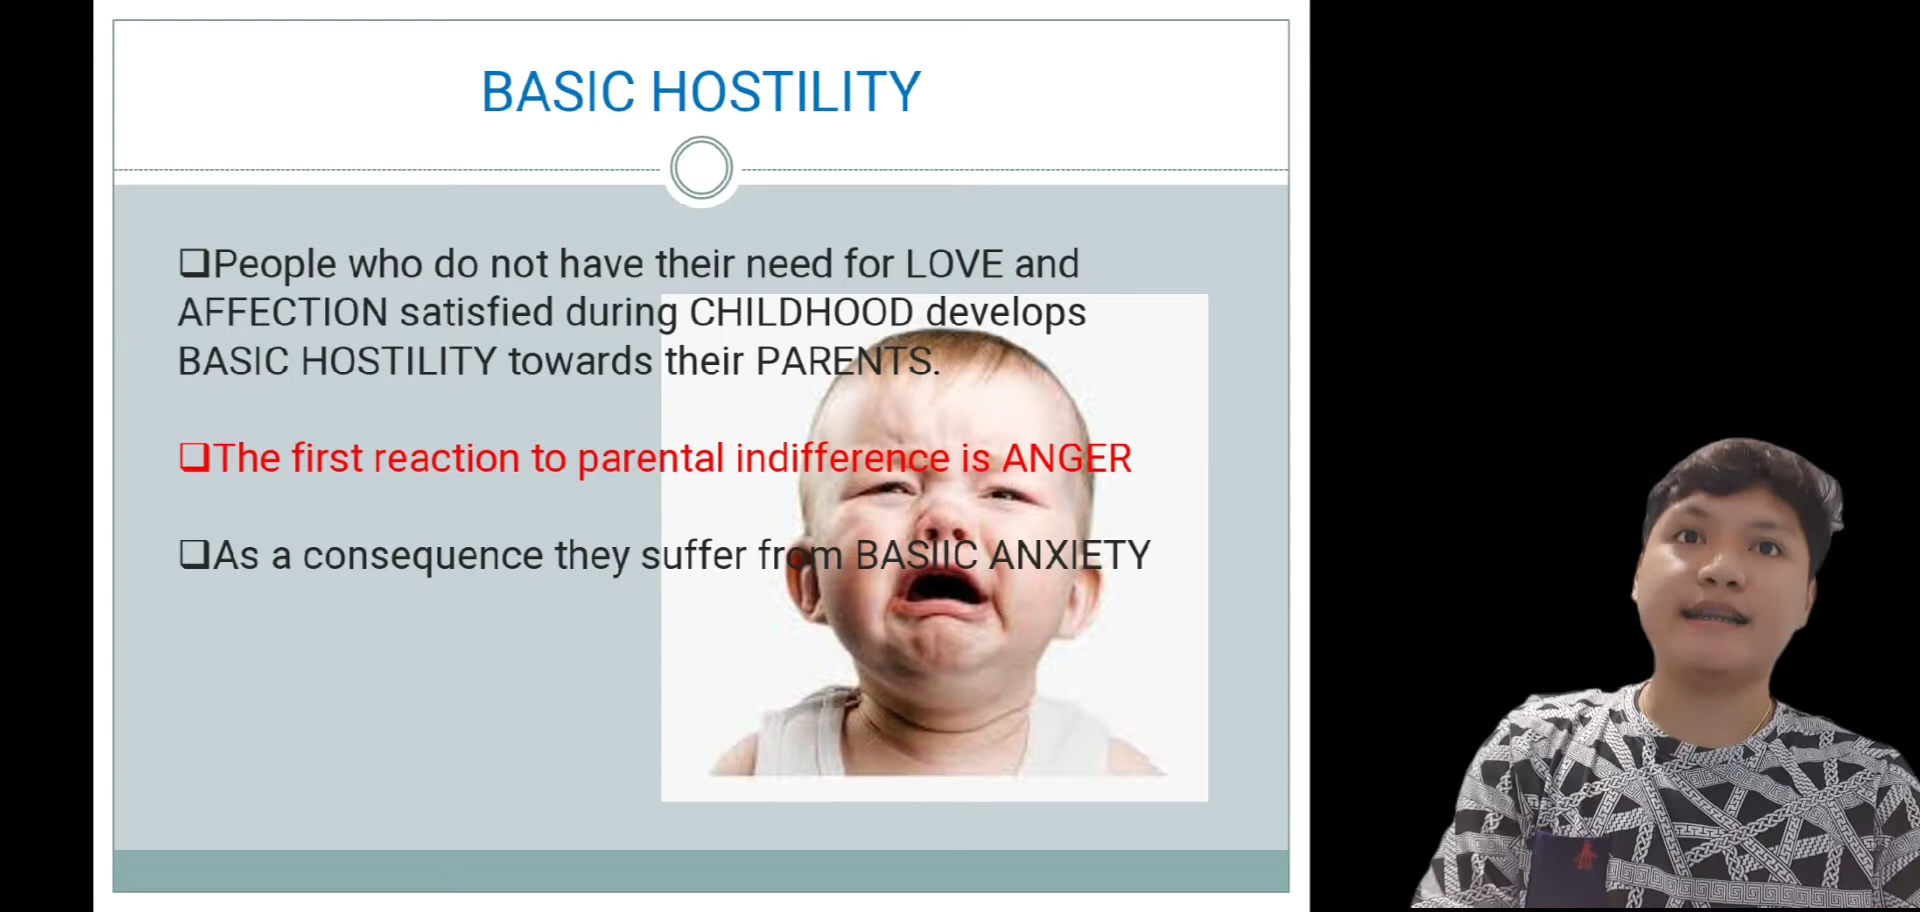 BASIC HOSTILITY
❑People who do not have their need for LOVE and
AFFECTION satisfied during CHILDHOOD develops
BASIC HOSTILITY towards their PARENTS.
❑The first reaction to parental indifference is ANGER
❑As a consequence they suffer from BASIIC ANXIETY